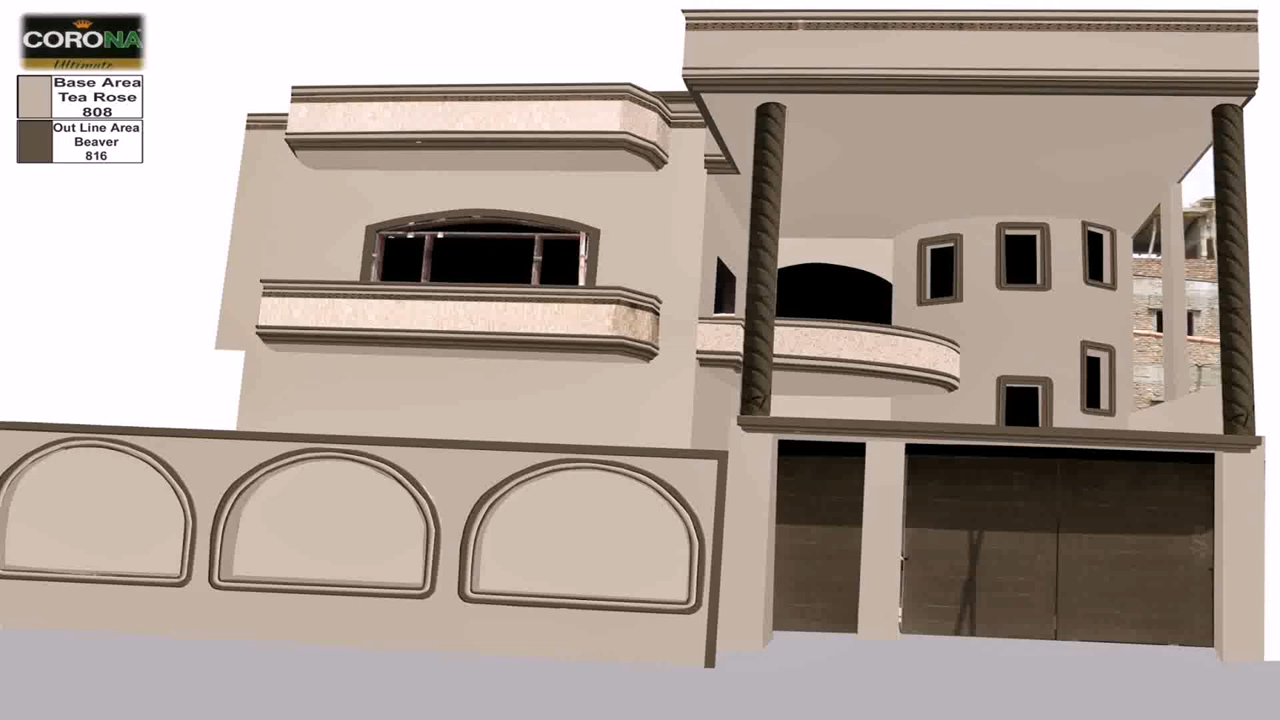 CORONA
Ultimate
Base Area
Tea Rose
808
Out Line Area
Beaver
816